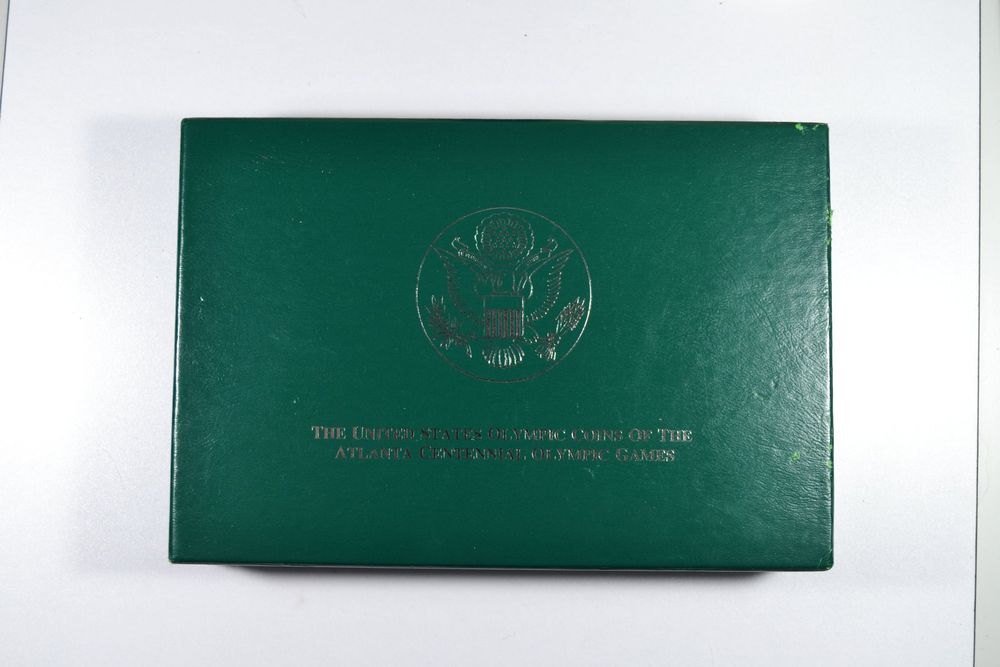 THE UNITED STATES OLYMPIC COINS OF THE
ATLANTA CENTENNIAL OLYMPIC GAMES